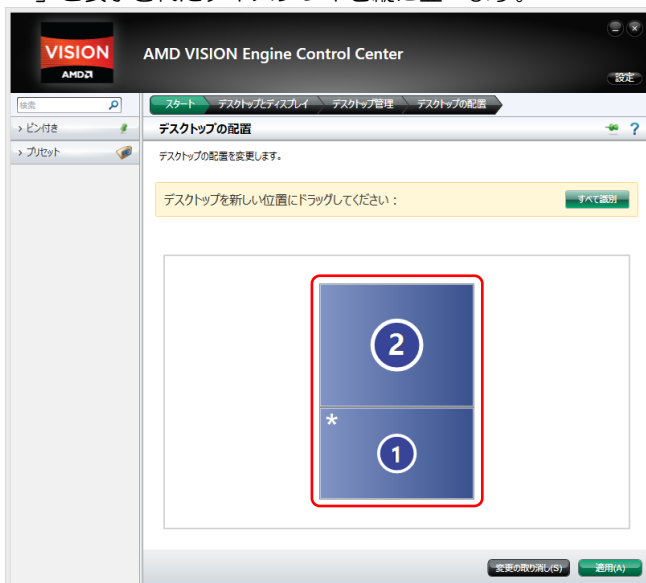 VISION
AMD
AMD VISION Engine Control Center
設定
検索
スタート デスクトップとディスプレイ デスクトップ管理 デスクトップの配置
> ピン付き
デスクトップの配置
?
> プリセット
デスクトップの配置を変更します。
デスクトップを新しい位置にドラッグしてください:
すべて識別
2
*
1
変更の取り消し(S)
適用(A)